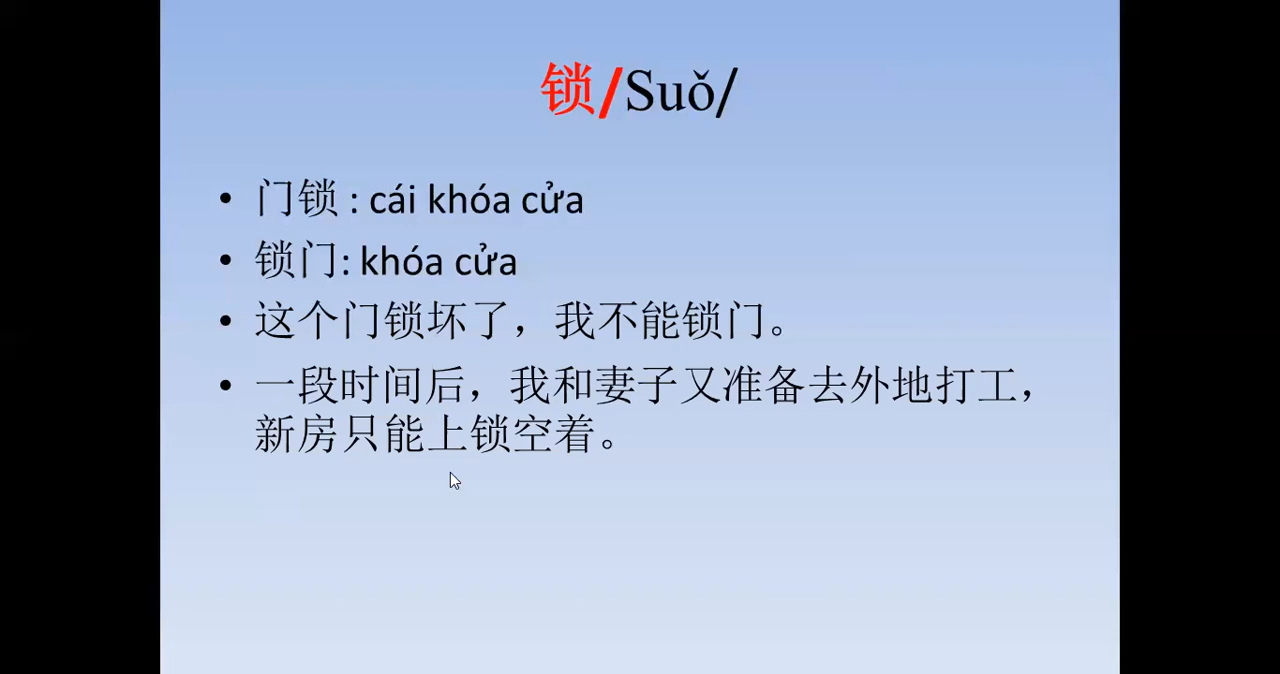 锁/Suǒ/
• 门锁 : cái khóa cửa
• 锁门: khóa cửa
• 这个门锁坏了，我不能锁门。
• 一段时间后，我和妻子又准备去外地打工，
新房只能上锁空着。